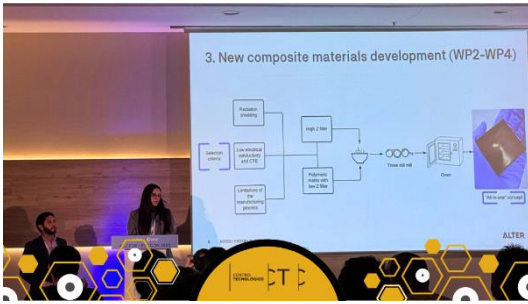 3. New composite materials development (WP2-WP4)
Radiation
shielding
Selection
criteria
Low electrical
conductivity
and CTE
Limitations of
the
manufacturing
process
High Z filler
Polymeric
matrix with
low Z filler
Three roll mill
Oven
"All-in-one" concept
ALTER
CENTRO
TECNOLÓGICO
CTC